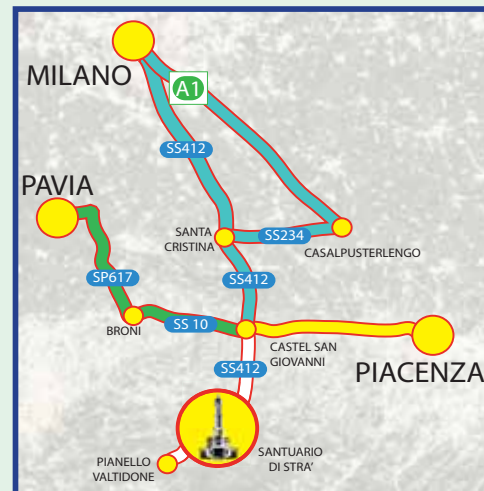 MILANO
A1
SS412
PAVIA
SANTA
CRISTINA
SS234
CASALPUSTERLENGO
SP617
SS412
BRONI
SS 10
CASTEL SAN
GIOVANNI
SS412
PIACENZA
SANTUARIO
DI STRA'
PIANELLO
VALTIDONE